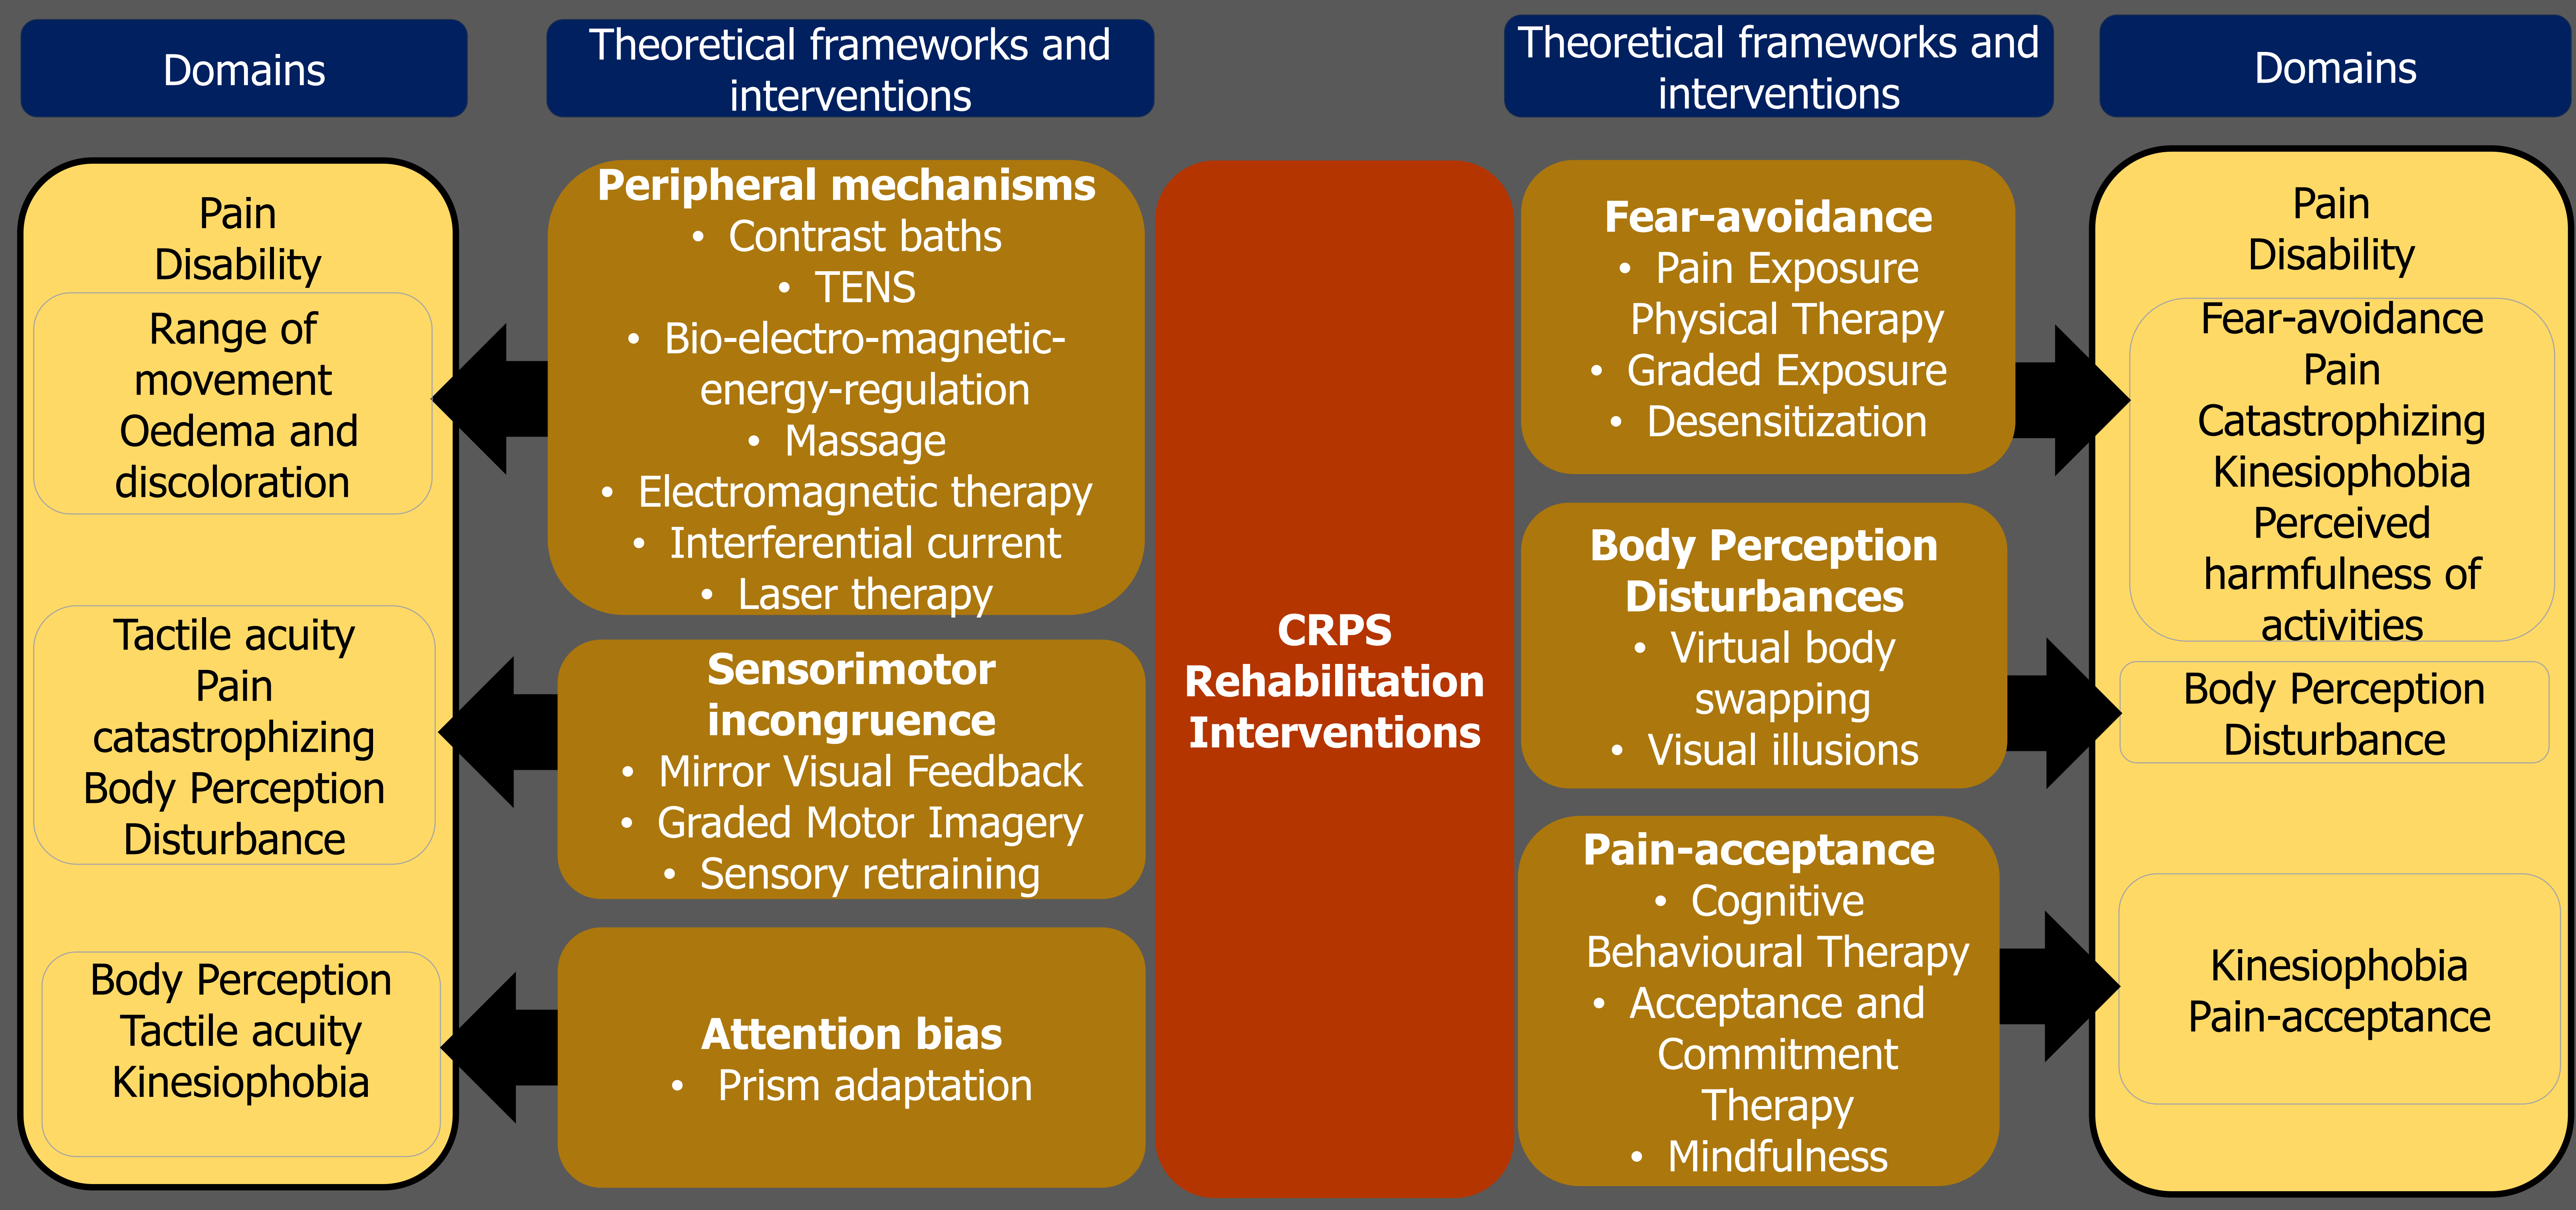 Domains
Theoretical frameworks and
interventions
Theoretical frameworks and
interventions
Domains
Pain
Disability
Range of
movement
Oedema and
discoloration
Tactile acuity
Pain
catastrophizing
Body Perception
Disturbance
Body Perception
Tactile acuity
Kinesiophobia
Peripheral mechanisms
• Contrast baths
• TENS
• Bio-electro-magnetic-
energy-regulation
• Massage
• Electromagnetic therapy
• Interferential current
• Laser therapy
Sensorimotor
incongruence
• Mirror Visual Feedback
• Graded Motor Imagery
• Sensory retraining
Attention bias
• Prism adaptation
CRPS
Rehabilitation
Interventions
Fear-avoidance
• Pain Exposure
Physical Therapy
• Graded Exposure
• Desensitization
Body Perception
Disturbances
• Virtual body
swapping
• Visual illusions
Pain-acceptance
• Cognitive
Behavioural Therapy
• Acceptance and
Commitment
Therapy
• Mindfulness
Pain
Disability
Fear-avoidance
Pain
Catastrophizing
Kinesiophobia
Perceived
harmfulness of
activities
Body Perception
Disturbance
Kinesiophobia
Pain-acceptance